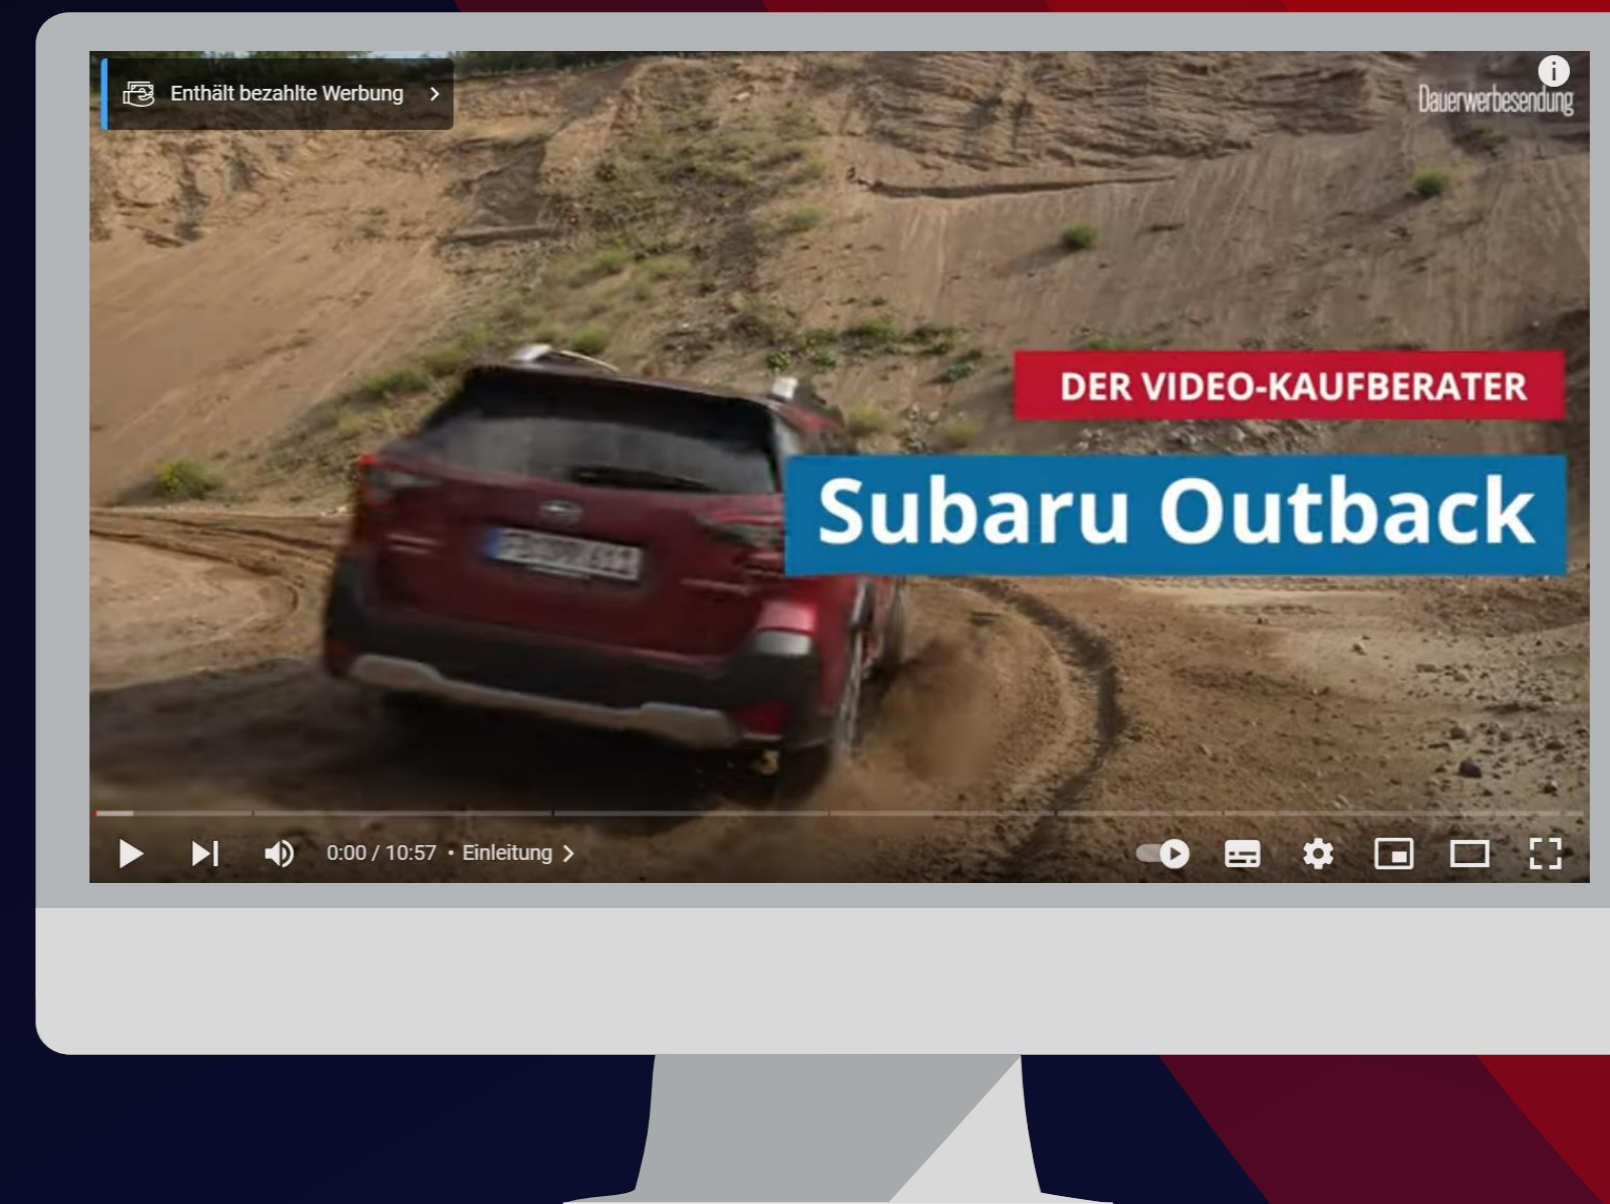 Enthält bezahlte Werbung
Dauerwerbesendung
DER VIDEO-KAUFBERATER
Subaru Outback
0:00 / 10:57 • Einleitung